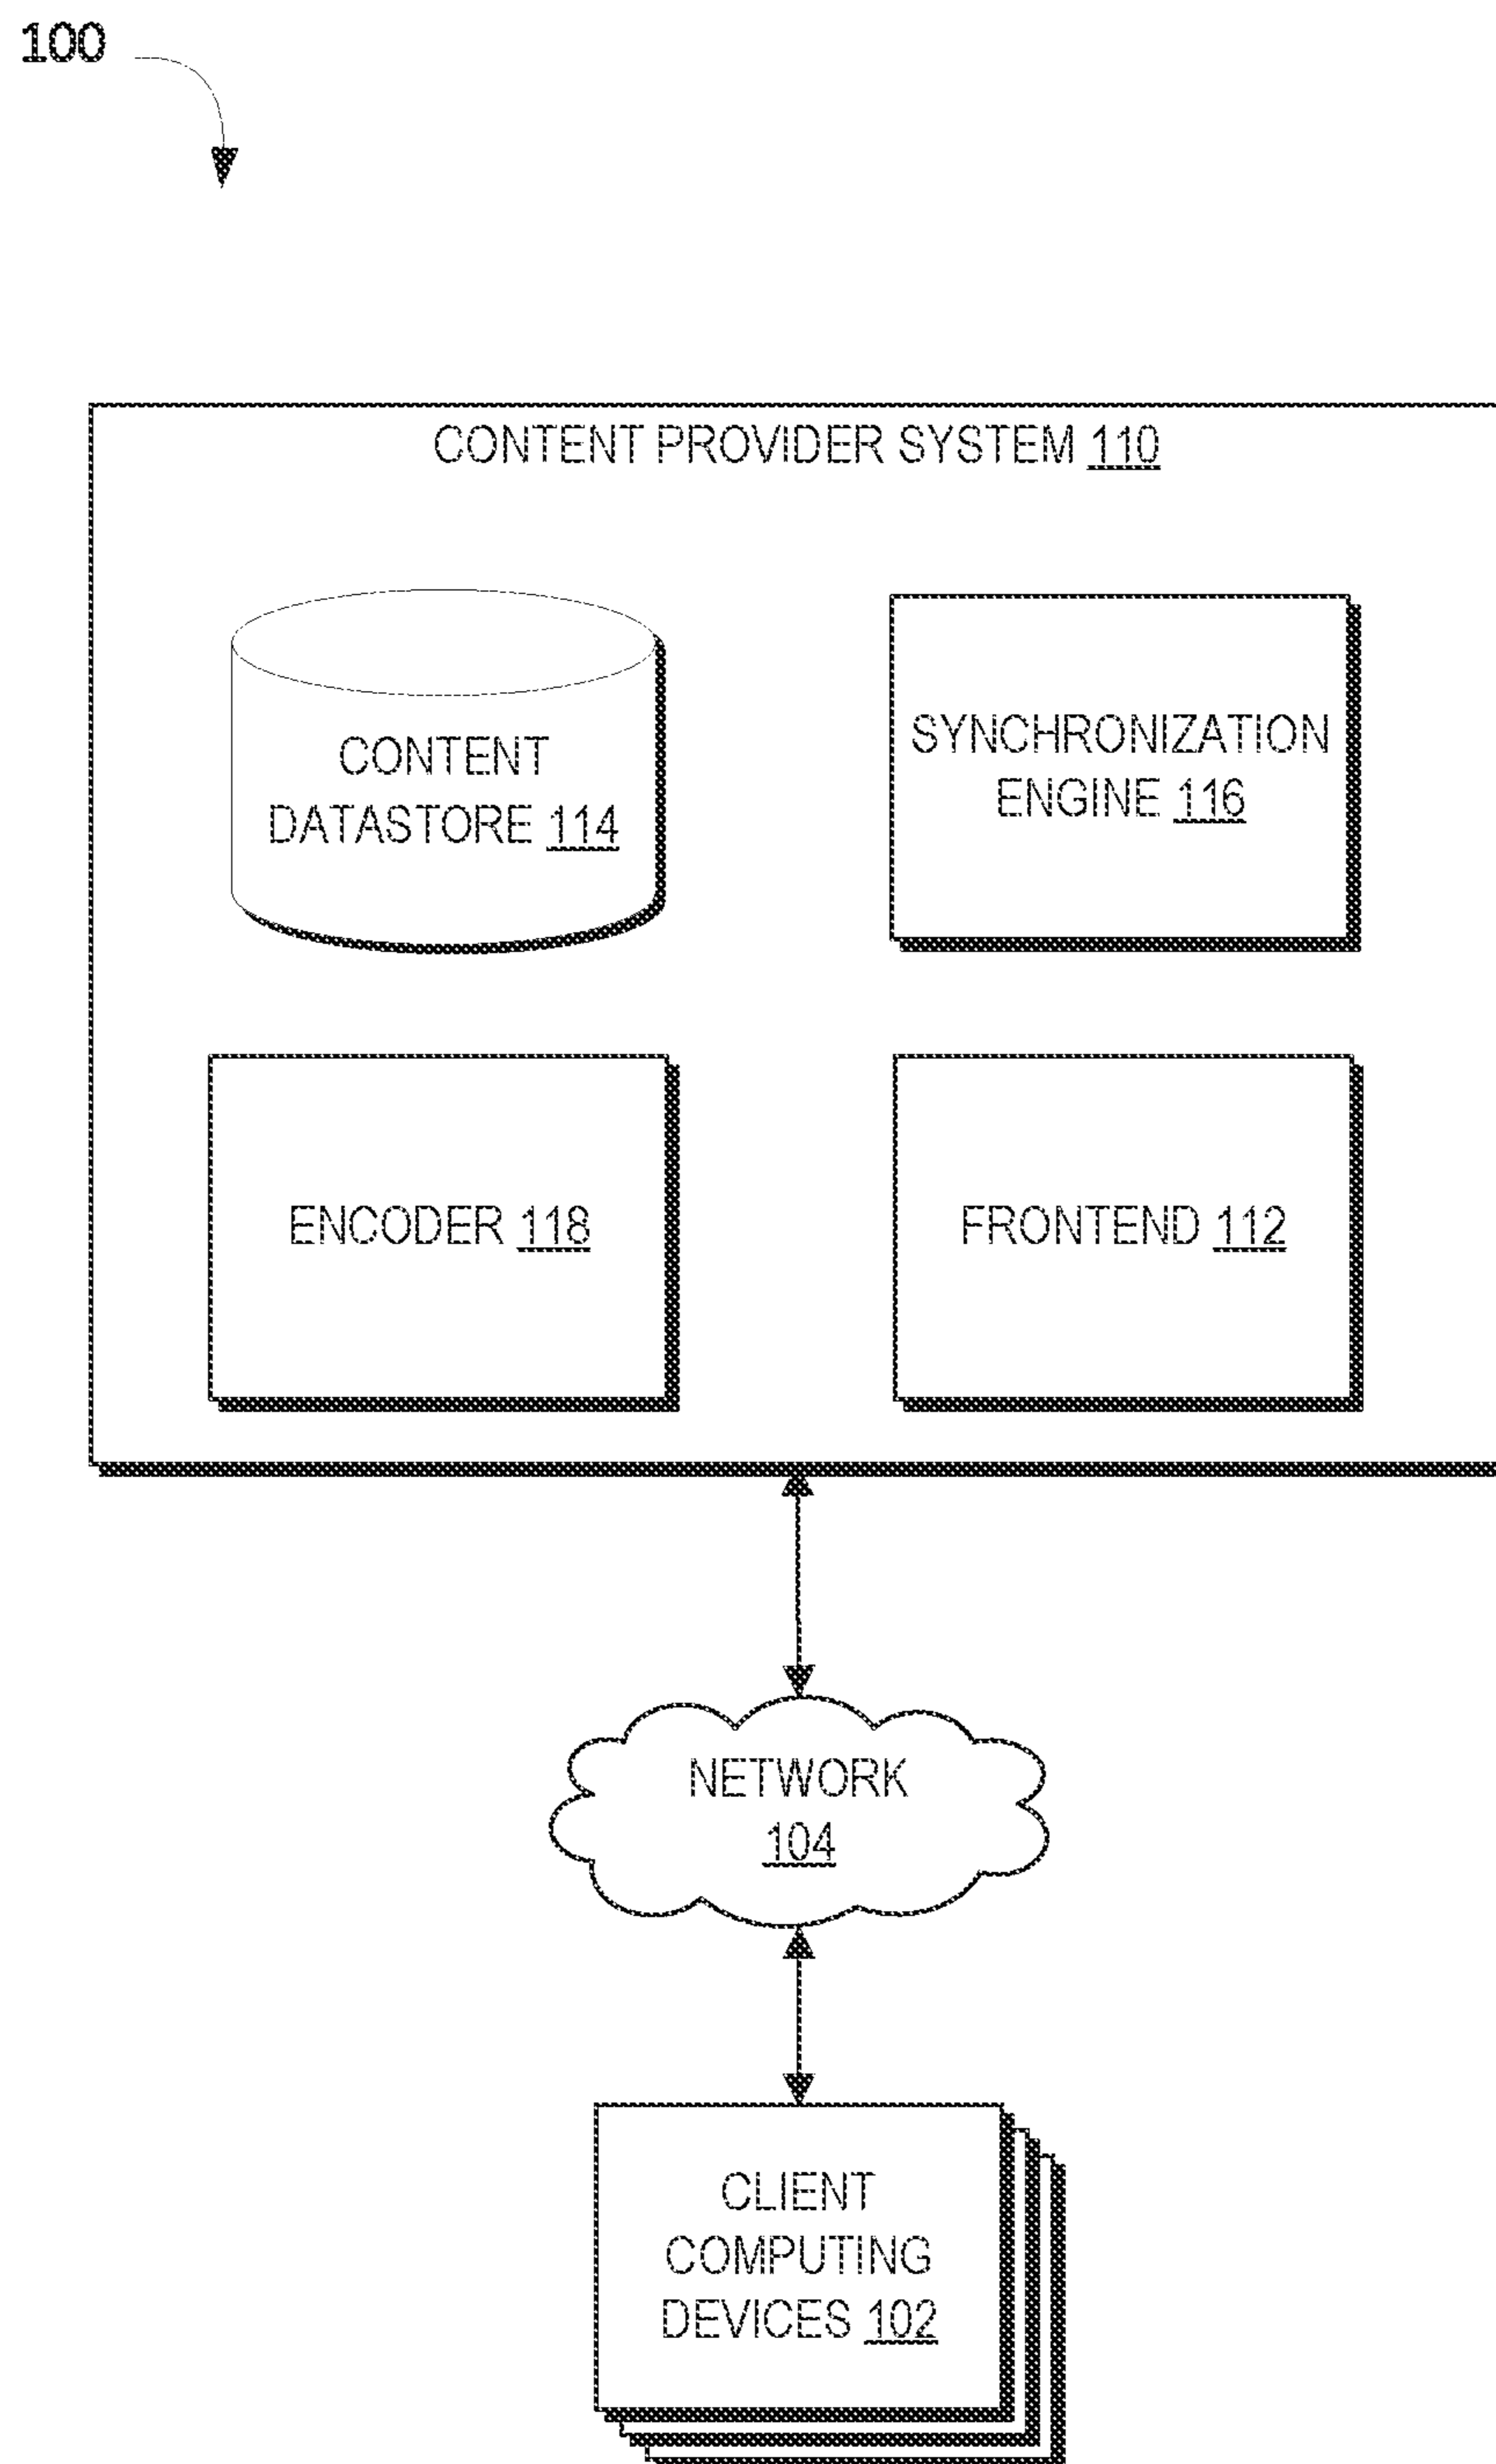 100
CONTENT PROVIDER SYSTEM 110
CONTENT
DATASTORE 114
SYNCHRONIZATION
ENGINE 116
ENCODER 118
FRONTEND 112
NETWORK
104
CLIENT
COMPUTING
DEVICES 102